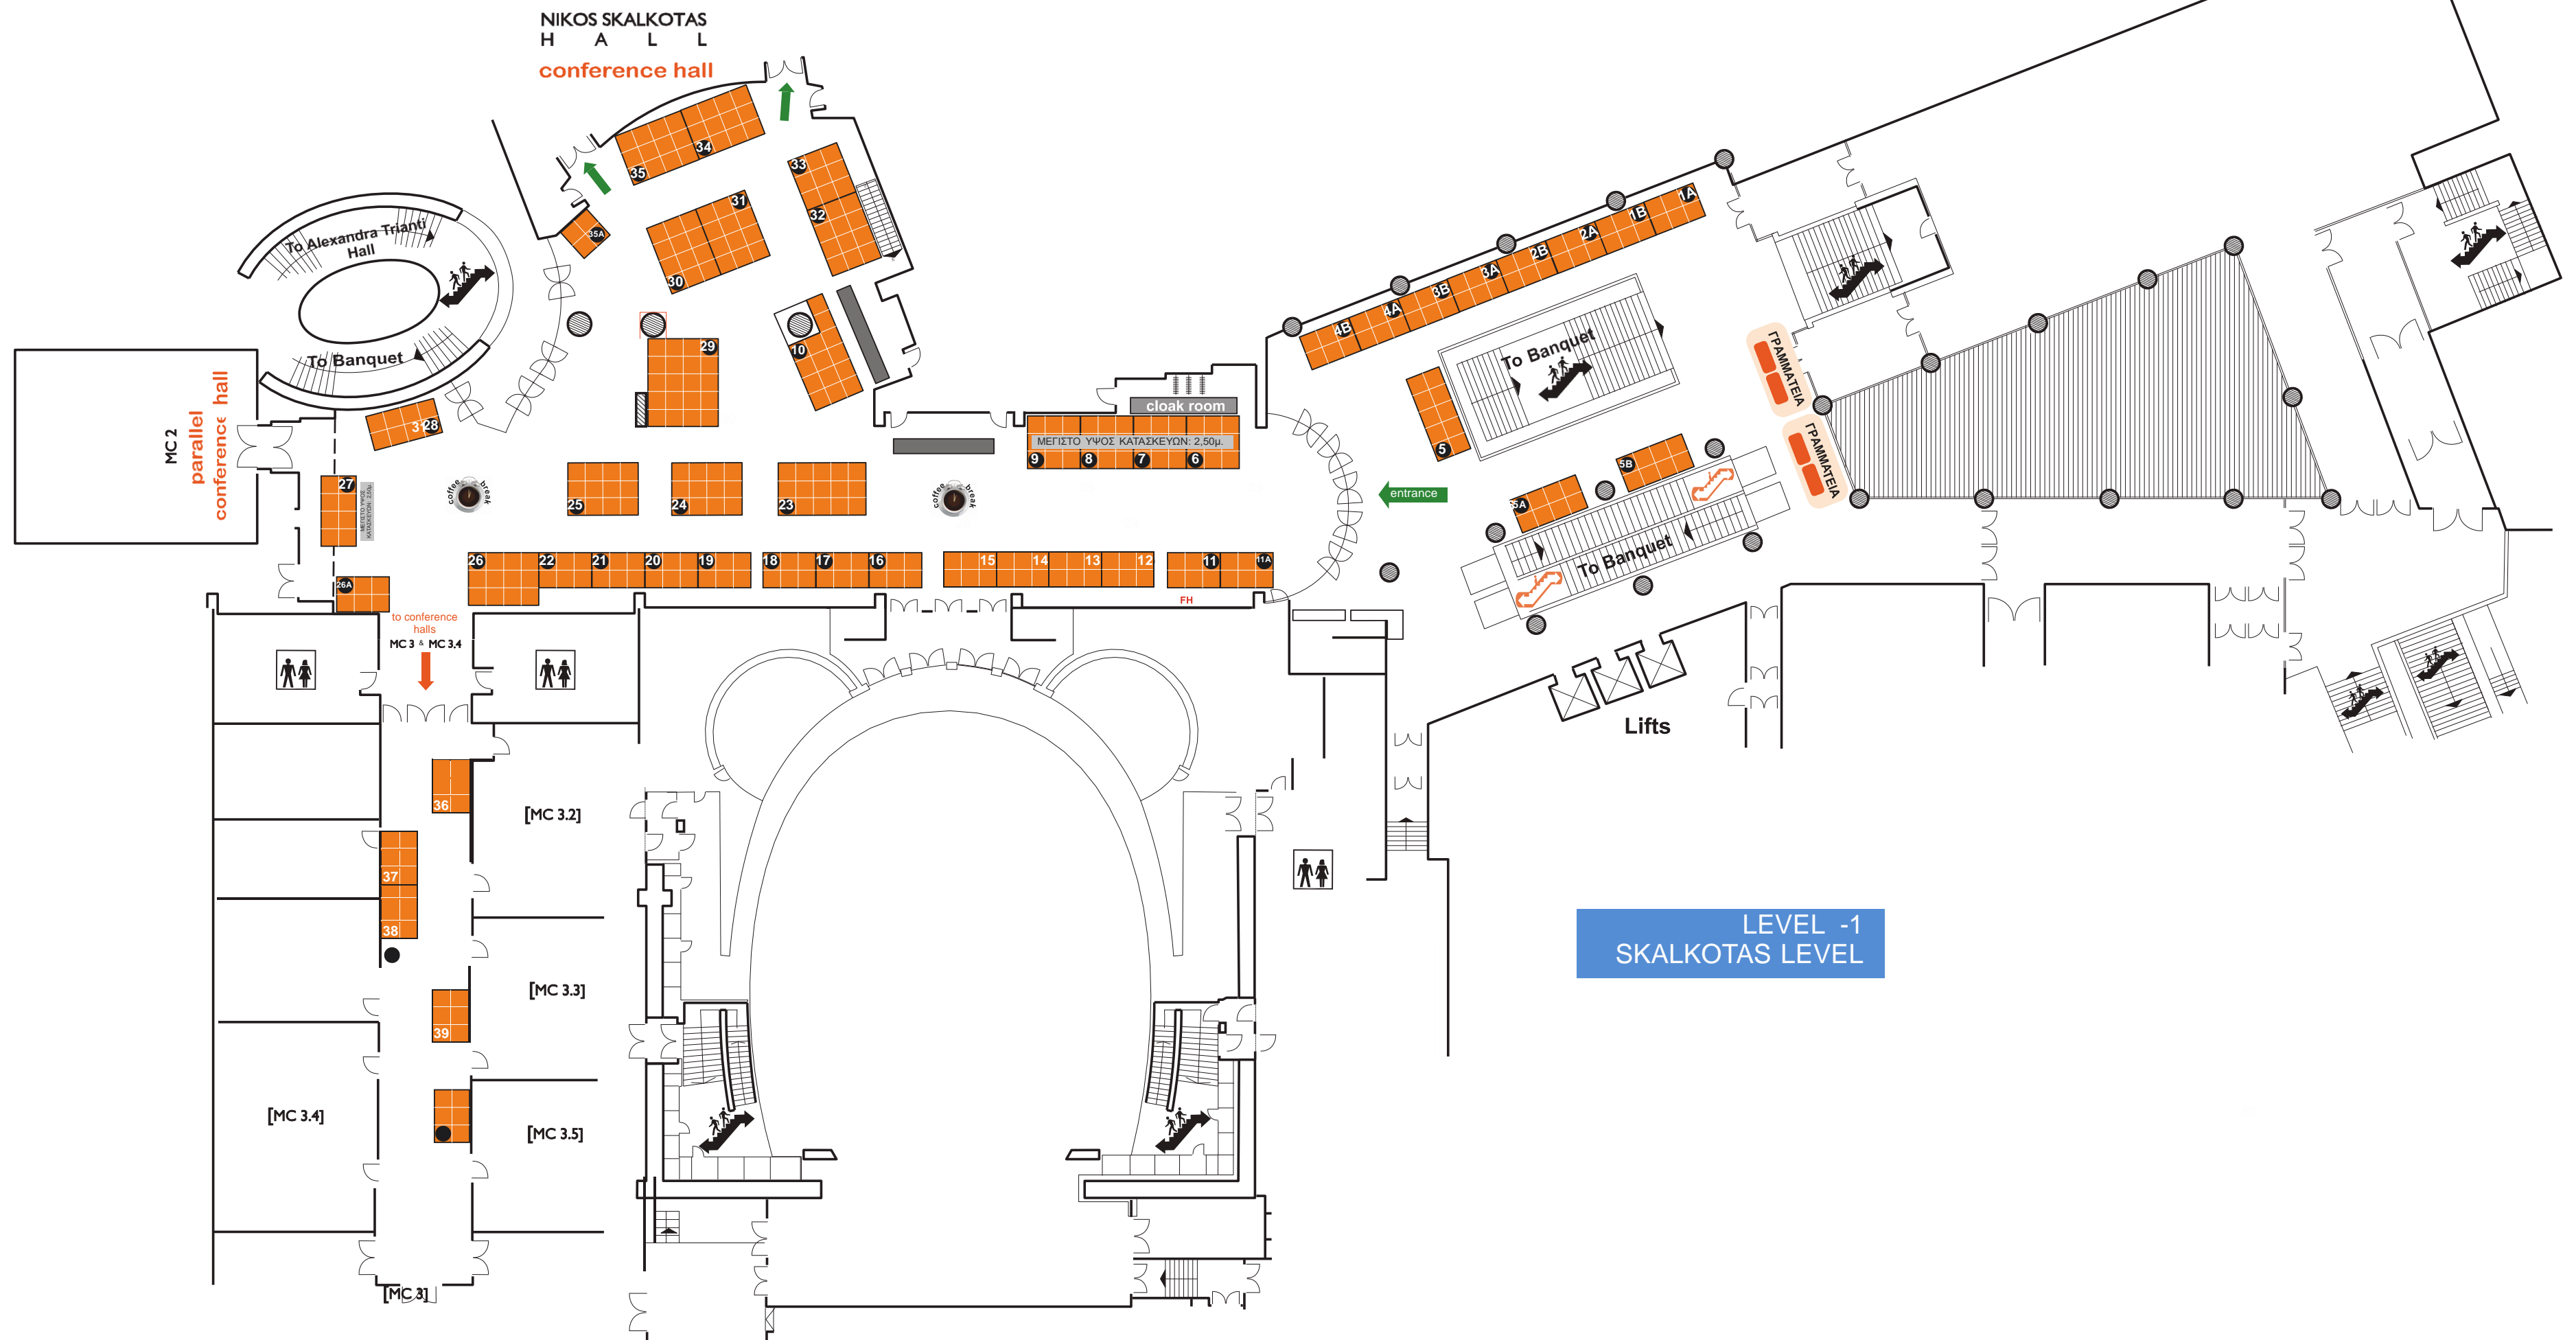 NIKOS SKALKOTAS
H A L L
conference hall
34
35
33
32
31
30
35A
1A
1B
2A
2B
3A
3B
4A
4B
To Alexandra Trianti
Hall
To Banquet
29
10
To Banquet
ΓΡΑΜΜΑΤΕΙΑ
ΓΡΑΜΜΑΤΕΙΑ
cloak room
ΜΕΓΙΣΤΟ ΥΨΟΣ ΚΑΤΑΣΚΕΥΩΝ: 2,50μ.
9
8
7
6
5
5B
5A
entrance
To Banquet
MC 2
parallel
conference hall
28
27
ΜΕΓΙΣΤΟ ΥΨΟΣ
ΚΑΤΑΣΚΕΥΩΝ: 2,50μ
coffee break
25
24
23
coffee break
26
22
21
20
19
18
17
16
15
14
13
12
11
11A
26A
FH
to conference
halls
MC 3 & MC 3.4
Lifts
36
[MC 3.2]
37
38
LEVEL -1
SKALKOTAS LEVEL
[MC 3.3]
39
[MC 3.4]
[MC 3.5]
[MC 3]